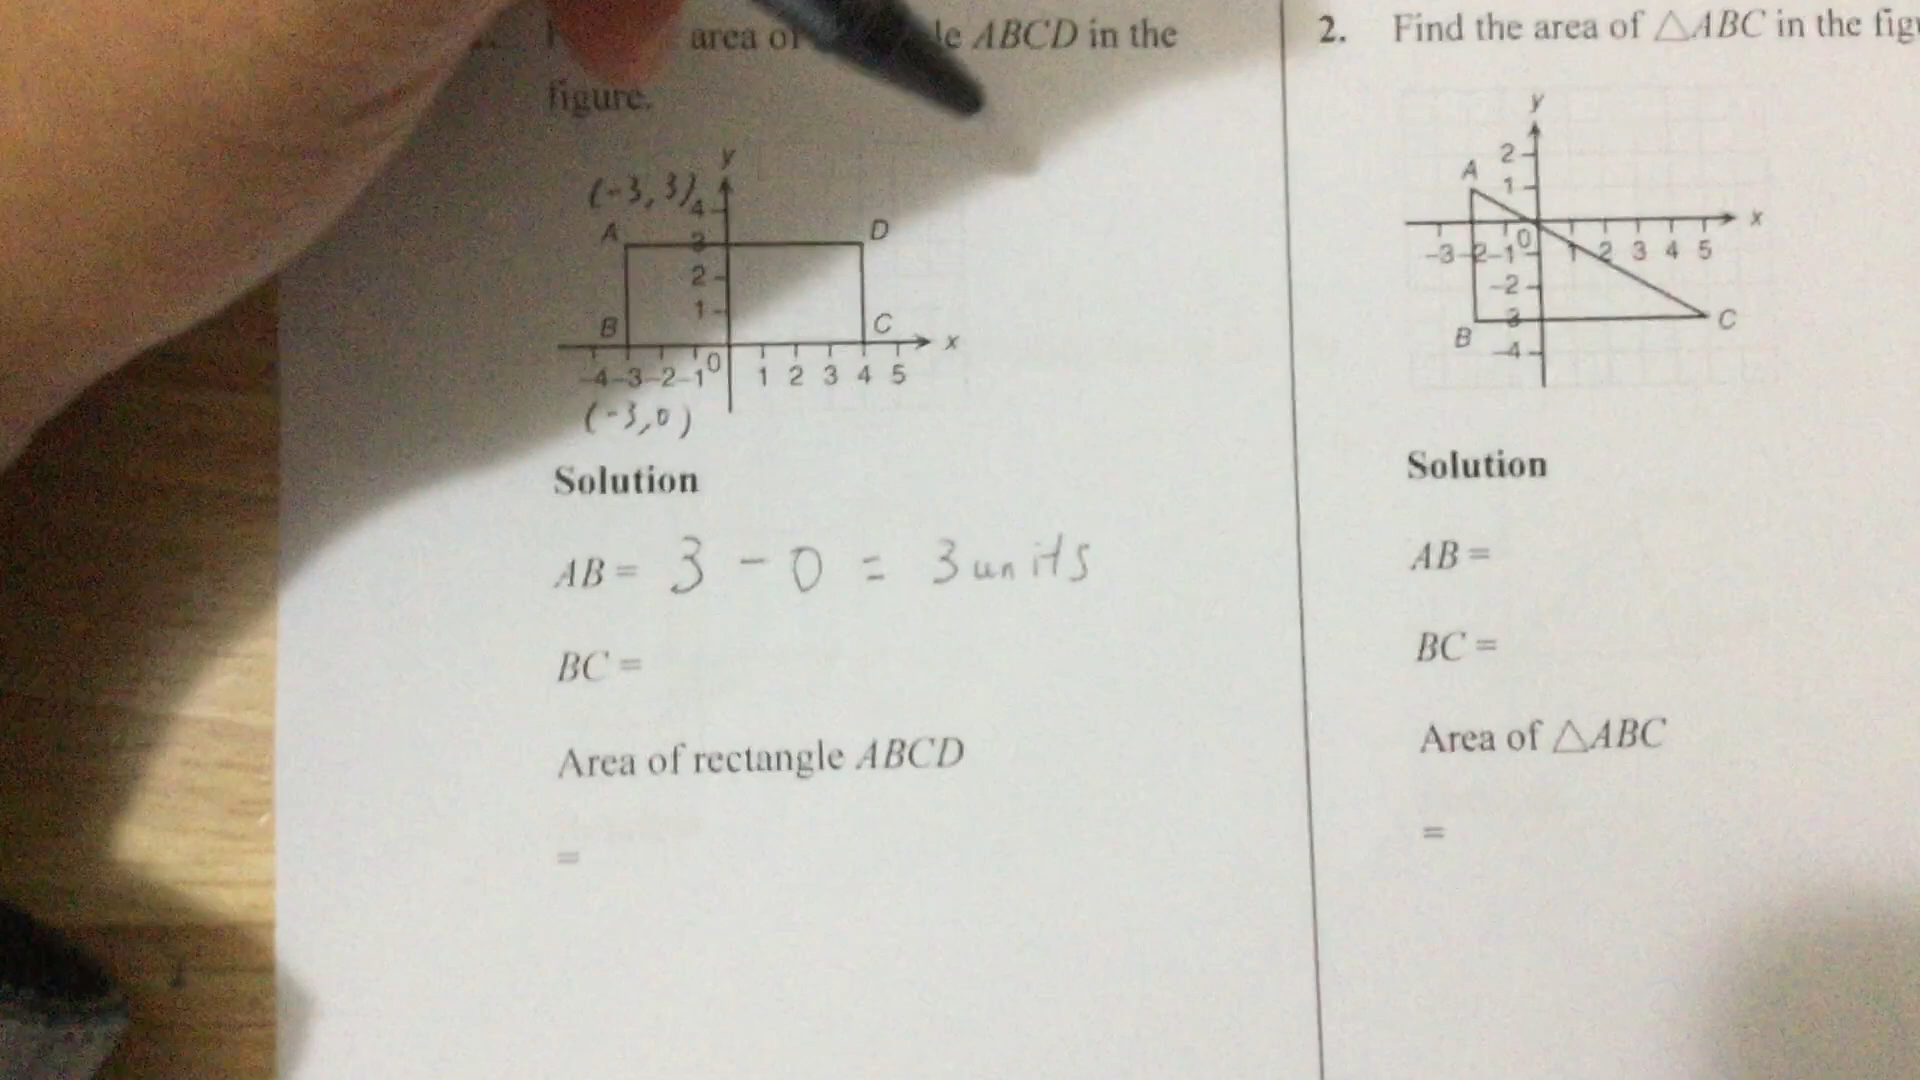 area of
ABCD in the
figure.
y
(-3,3)
4
A
3
D
2
1
B
C
x
-4-3-2-1 0 1 2 3 4 5
(-3,0)
Solution
AB = 3 - 0 = 3 units
BC =
Area of rectangle ABCD
=
2. Find the area of △ABC in the
y
2
A
1
x
-3-2-1 0 1 2 3 4 5
-2
3
C
B
-4
Solution
AB =
BC =
Area of △ABC
=